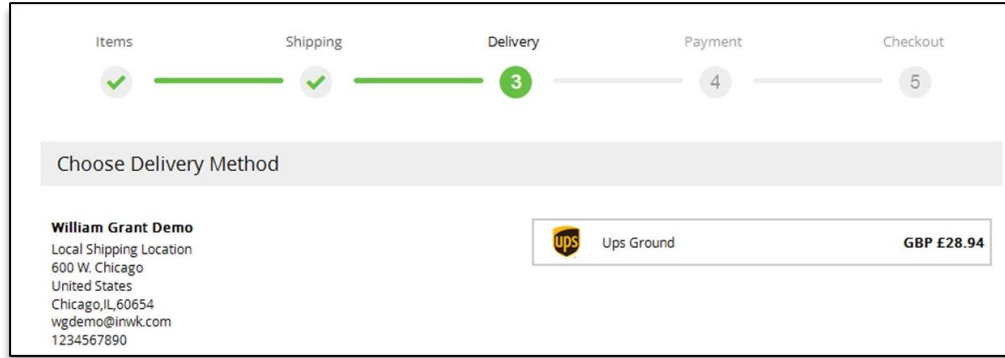 Items Shipping Delivery Payment Checkout
3 4 5
Choose Delivery Method
William Grant Demo
Local Shipping Location
600 W. Chicago
United States
Chicago,IL,60654
wgdemo@inwk.com
1234567890
ups Ups Ground GBP £28.94